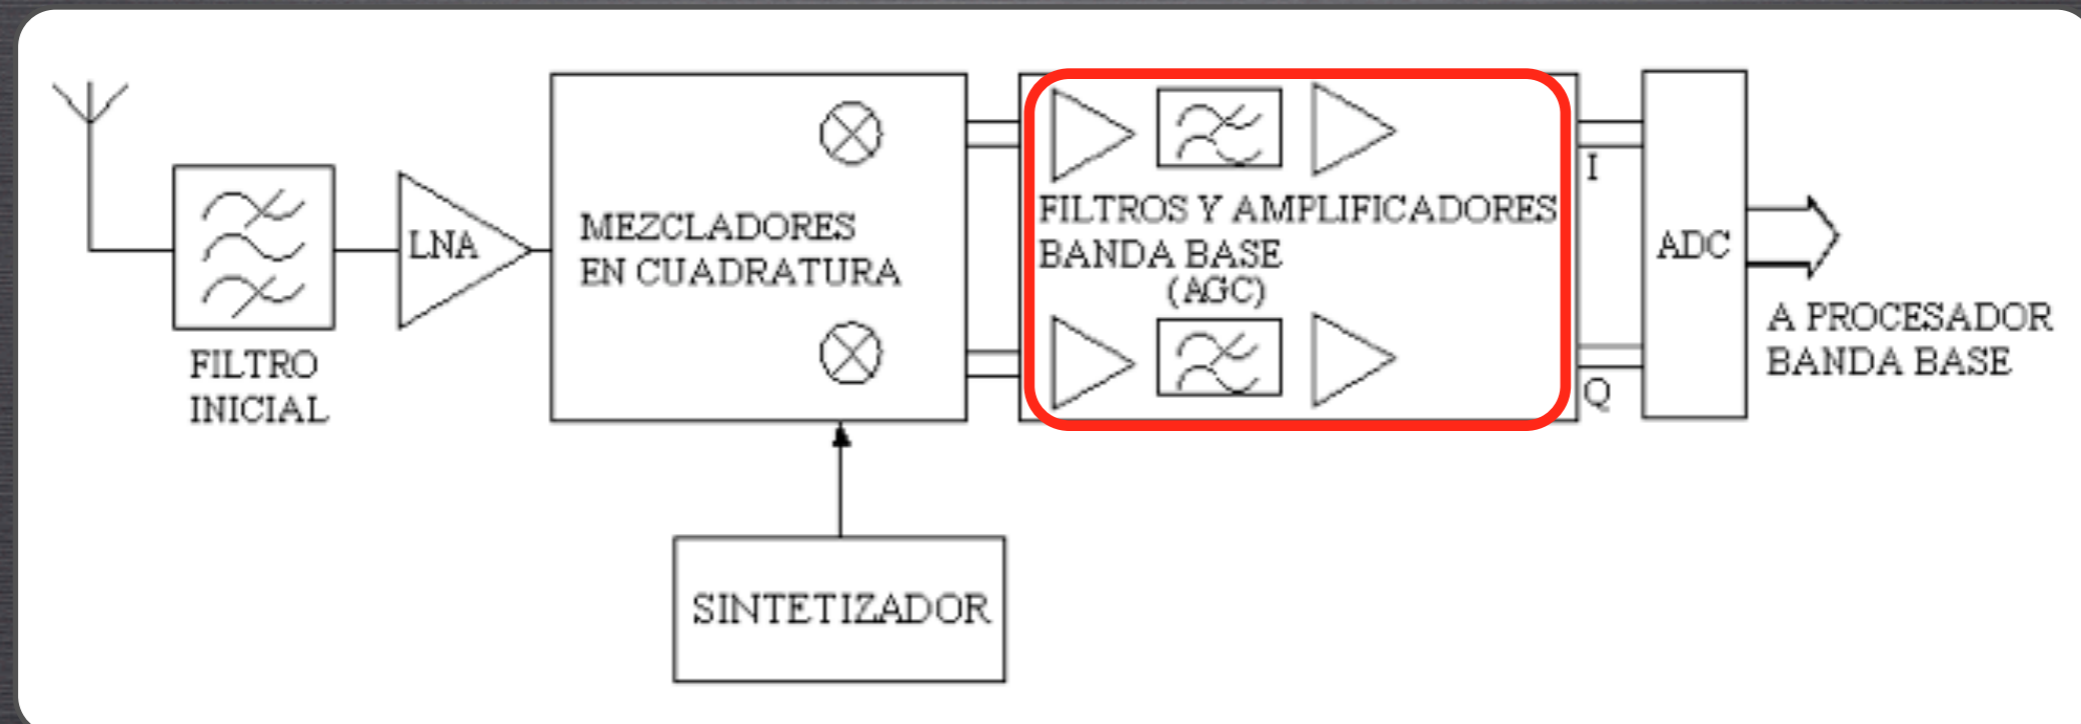 FILTRO
INICIAL
LNA
MEZCLADORES
EN CUADRATURA
SINTETIZADOR
FILTROS Y AMPLIFICADORES
BANDA BASE
(AGC)
I
Q
ADC
A PROCESADOR
BANDA BASE